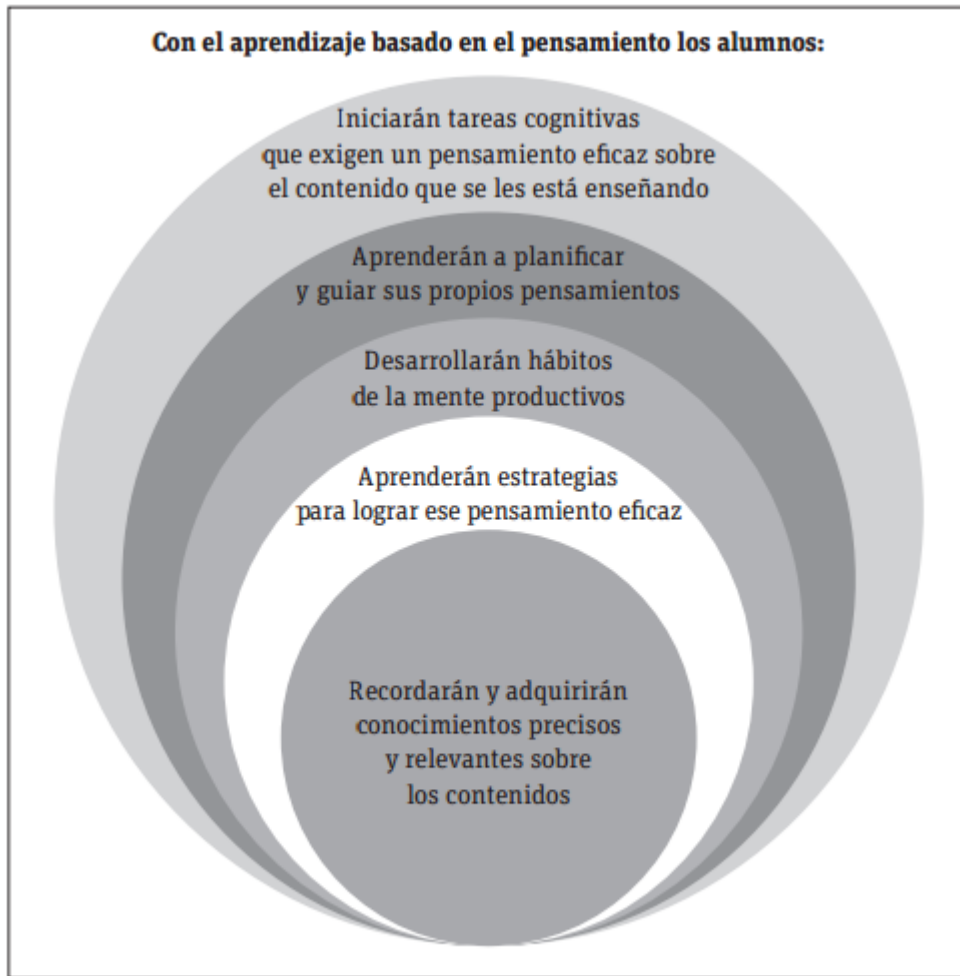 Con el aprendizaje basado en el pensamiento los alumnos:
Iniciarán tareas cognitivas
que exigen un pensamiento eficaz sobre
el contenido que se les está enseñando
Aprenderán a planificar
y guiar sus propios pensamientos
Desarrollarán hábitos
de la mente productivos
Aprenderán estrategias
para lograr ese pensamiento eficaz
Recordarán y adquirirán
conocimientos precisos
y relevantes sobre
los contenidos